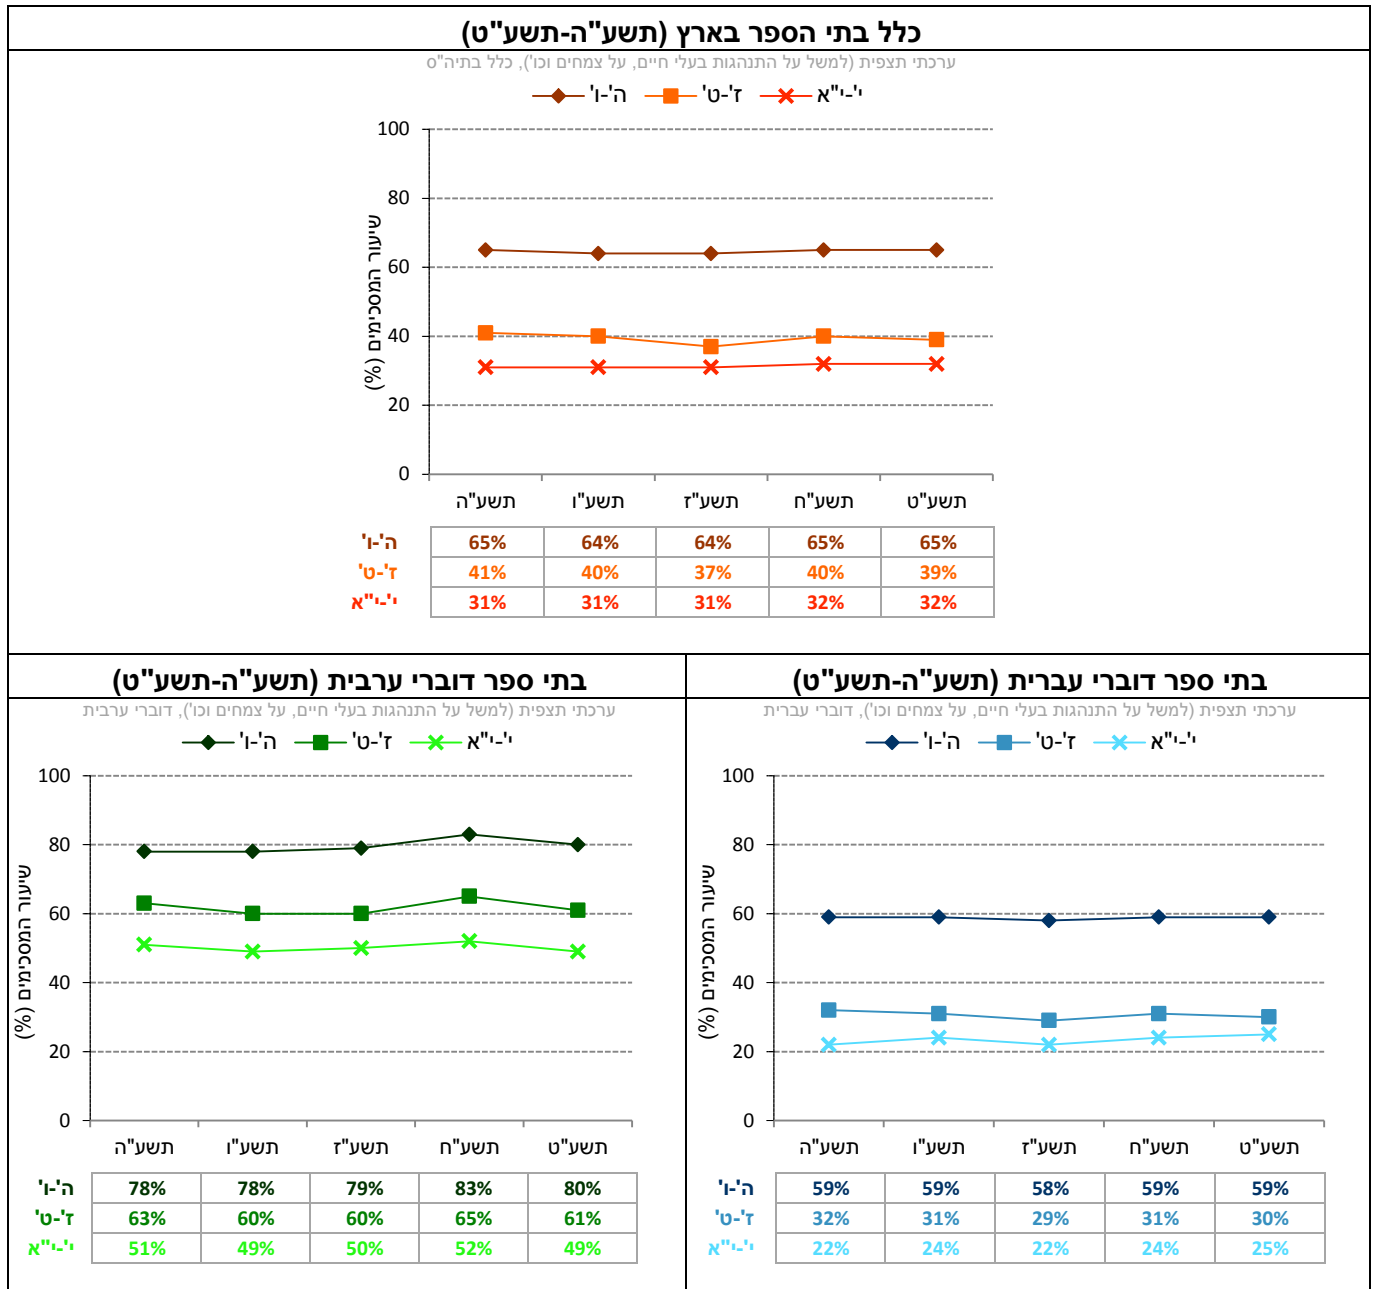 כלל בתי הספר בארץ (תשע"ה-תשע"ט)
ערכתי תצפית (למשל על התנהגות בעלי חיים, על צמחים וכו'), כלל בתיה"ס
ה'-ו' ז'-ט' י'-י"א
שיעור המסכימים (%)
100
80
60
40
20
0
תשע"ה תשע"ו תשע"ז תשע"ח תשע"ט
ה'-ו' 65% 64% 64% 65% 65%
ז'-ט' 41% 40% 37% 40% 39%
י'-י"א 31% 31% 31% 32% 32%
בתי ספר דוברי עברית (תשע"ה-תשע"ט)
ערכתי תצפית (למשל על התנהגות בעלי חיים, על צמחים וכו'), דוברי עברית
ה'-ו' ז'-ט' י'-י"א
שיעור המסכימים (%)
100
80
60
40
20
0
תשע"ה תשע"ו תשע"ז תשע"ח תשע"ט
ה'-ו' 59% 59% 58% 59% 59%
ז'-ט' 32% 31% 29% 31% 30%
י'-י"א 22% 24% 22% 24% 25%
בתי ספר דוברי ערבית (תשע"ה-תשע"ט)
ערכתי תצפית (למשל על התנהגות בעלי חיים, על צמחים וכו'), דוברי ערבית
ה'-ו' ז'-ט' י'-י"א
שיעור המסכימים (%)
100
80
60
40
20
0
תשע"ה תשע"ו תשע"ז תשע"ח תשע"ט
ה'-ו' 78% 78% 79% 83% 80%
ז'-ט' 63% 60% 60% 65% 61%
י'-י"א 51% 49% 50% 52% 49%